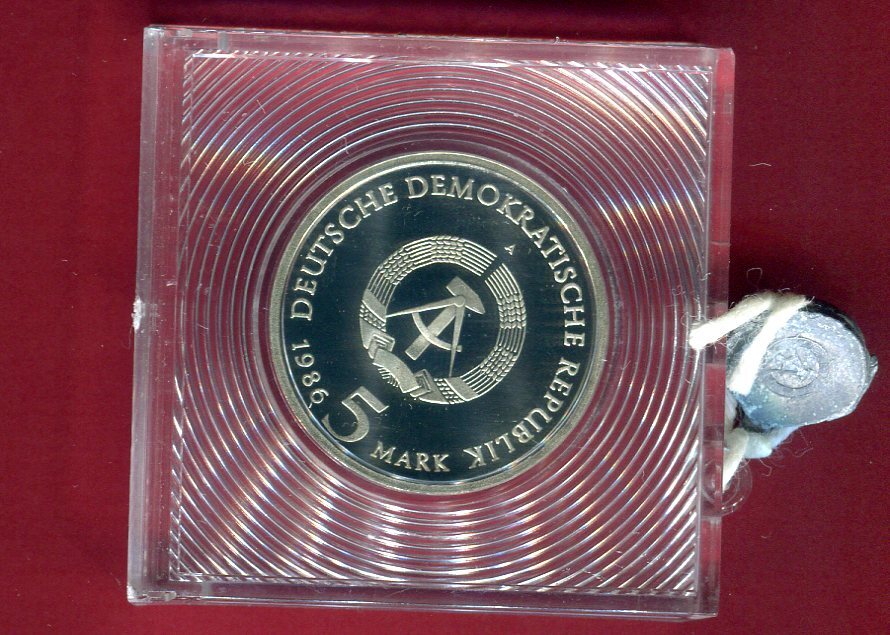 DEUTSCHE DEMOKRATISCHE REPUBLIK
A
1986
5
MARK